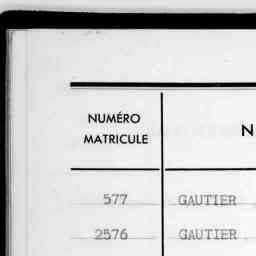 NUMÉRO
MATRICULE
N
577 GAUTIER
2576 GAUTIER